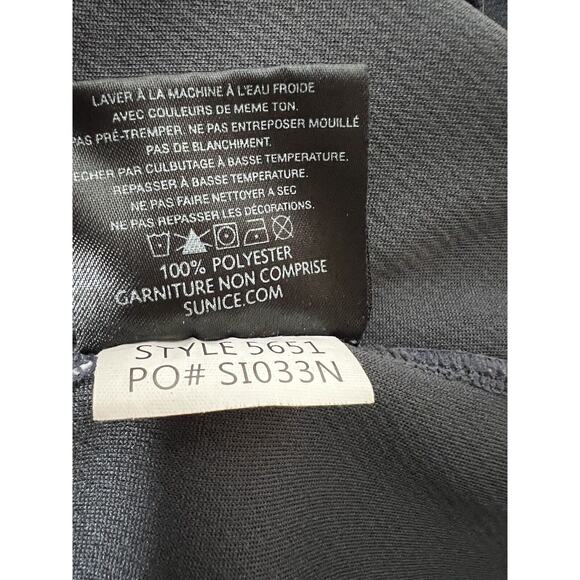 LAVER À LA MACHINE À L'EAU FROIDE
AVEC COULEURS DE MEME TON.
PAS PRÉ-TREMPER. NE PAS ENTREPOSER MOUILLÉ
PAS DE BLANCHIMENT.
ECHER PAR CULBUTAGE À BASSE TEMPERATURE.
REPASSER À BASSE TEMPERATURE.
NE PAS FAIRE NETTOYER A SEC
NE PAS REPASSER LES DÉCORATIONS.
100% POLYESTER
GARNITURE NON COMPRISE
SUNICE.COM
STYLE 5651
PO# SI033N